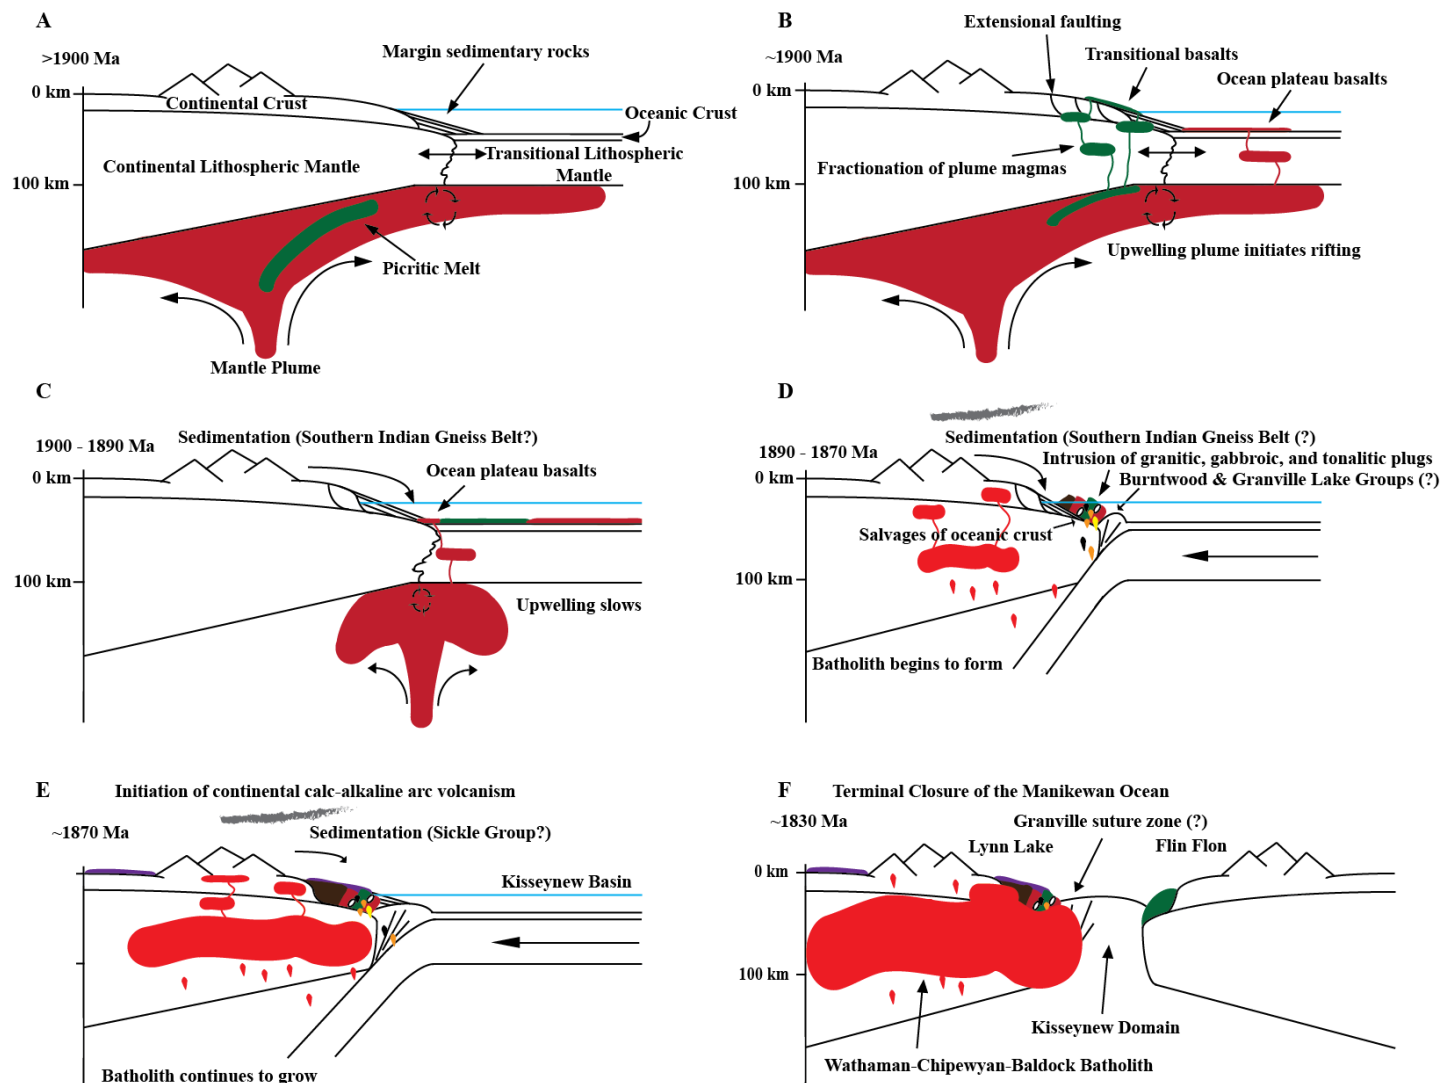 A
>1900 Ma
Margin sedimentary rocks
0 km
Continental Crust
Oceanic Crust
Continental Lithospheric Mantle
Transitional Lithospheric
Mantle
100 km
Picritic Melt
Mantle Plume
B
~1900 Ma
Extensional faulting
Transitional basalts
Ocean plateau basalts
0 km
Fractionation of plume magmas
100 km
Upwelling plume initiates rifting
C
1900 - 1890 Ma
Sedimentation (Southern Indian Gneiss Belt?)
0 km
Ocean plateau basalts
100 km
Upwelling slows
D
1890 - 1870 Ma
Sedimentation (Southern Indian Gneiss Belt (?)
Intrusion of granitic, gabbroic, and tonalitic plugs
0 km
Burntwood & Granville Lake Groups (?)
Salvages of oceanic crust
100 km
Batholith begins to form
E
Initiation of continental calc-alkaline arc volcanism
~1870 Ma
Sedimentation (Sickle Group?)
Kisseynew Basin
Batholith continues to grow
F
Terminal Closure of the Manikewan Ocean
~1830 Ma
Granville suture zone (?)
Lynn Lake
Flin Flon
0 km
100 km
Kisseynew Domain
Wathaman-Chipewyan-Baldock Batholith